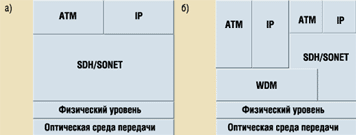 а)
ATM IP
SDH/SONET
Физический уровень
Оптическая среда передачи
б)
ATM IP ATM IP
SDH/SONET
WDM
Физический уровень
Оптическая среда передачи